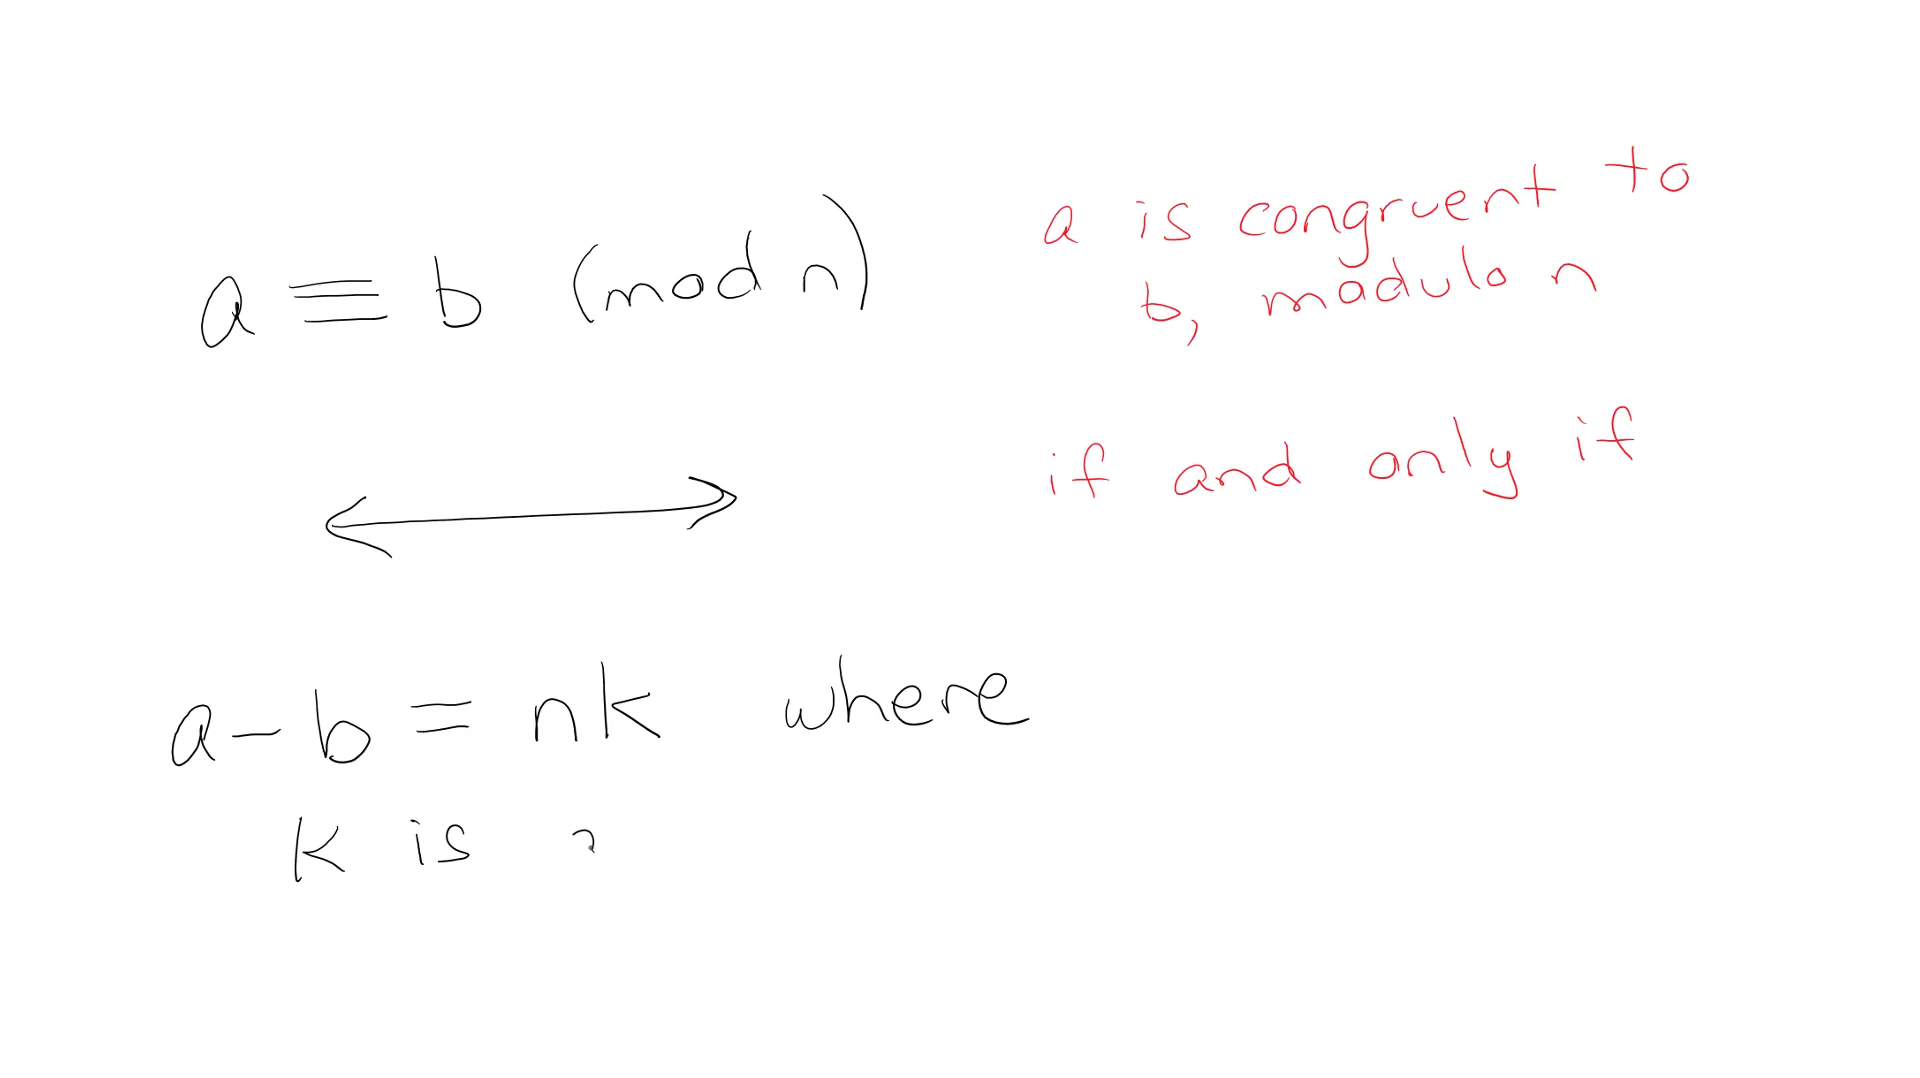 a ≡ b (mod n)
a is congruent to
b, modulo n
⟷
if and only if
a - b = nk where
k is